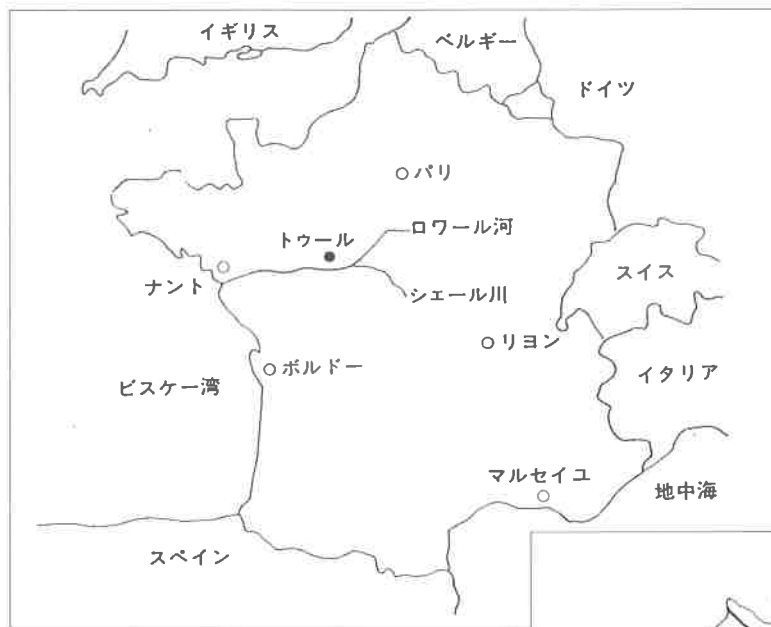 イギリス
ベルギー
ドイツ
パリ
トゥール
ロワール河
ナント
シェール川
スイス
リヨン
ボルドー
ビスケー湾
イタリア
マルセイユ
地中海
スペイン